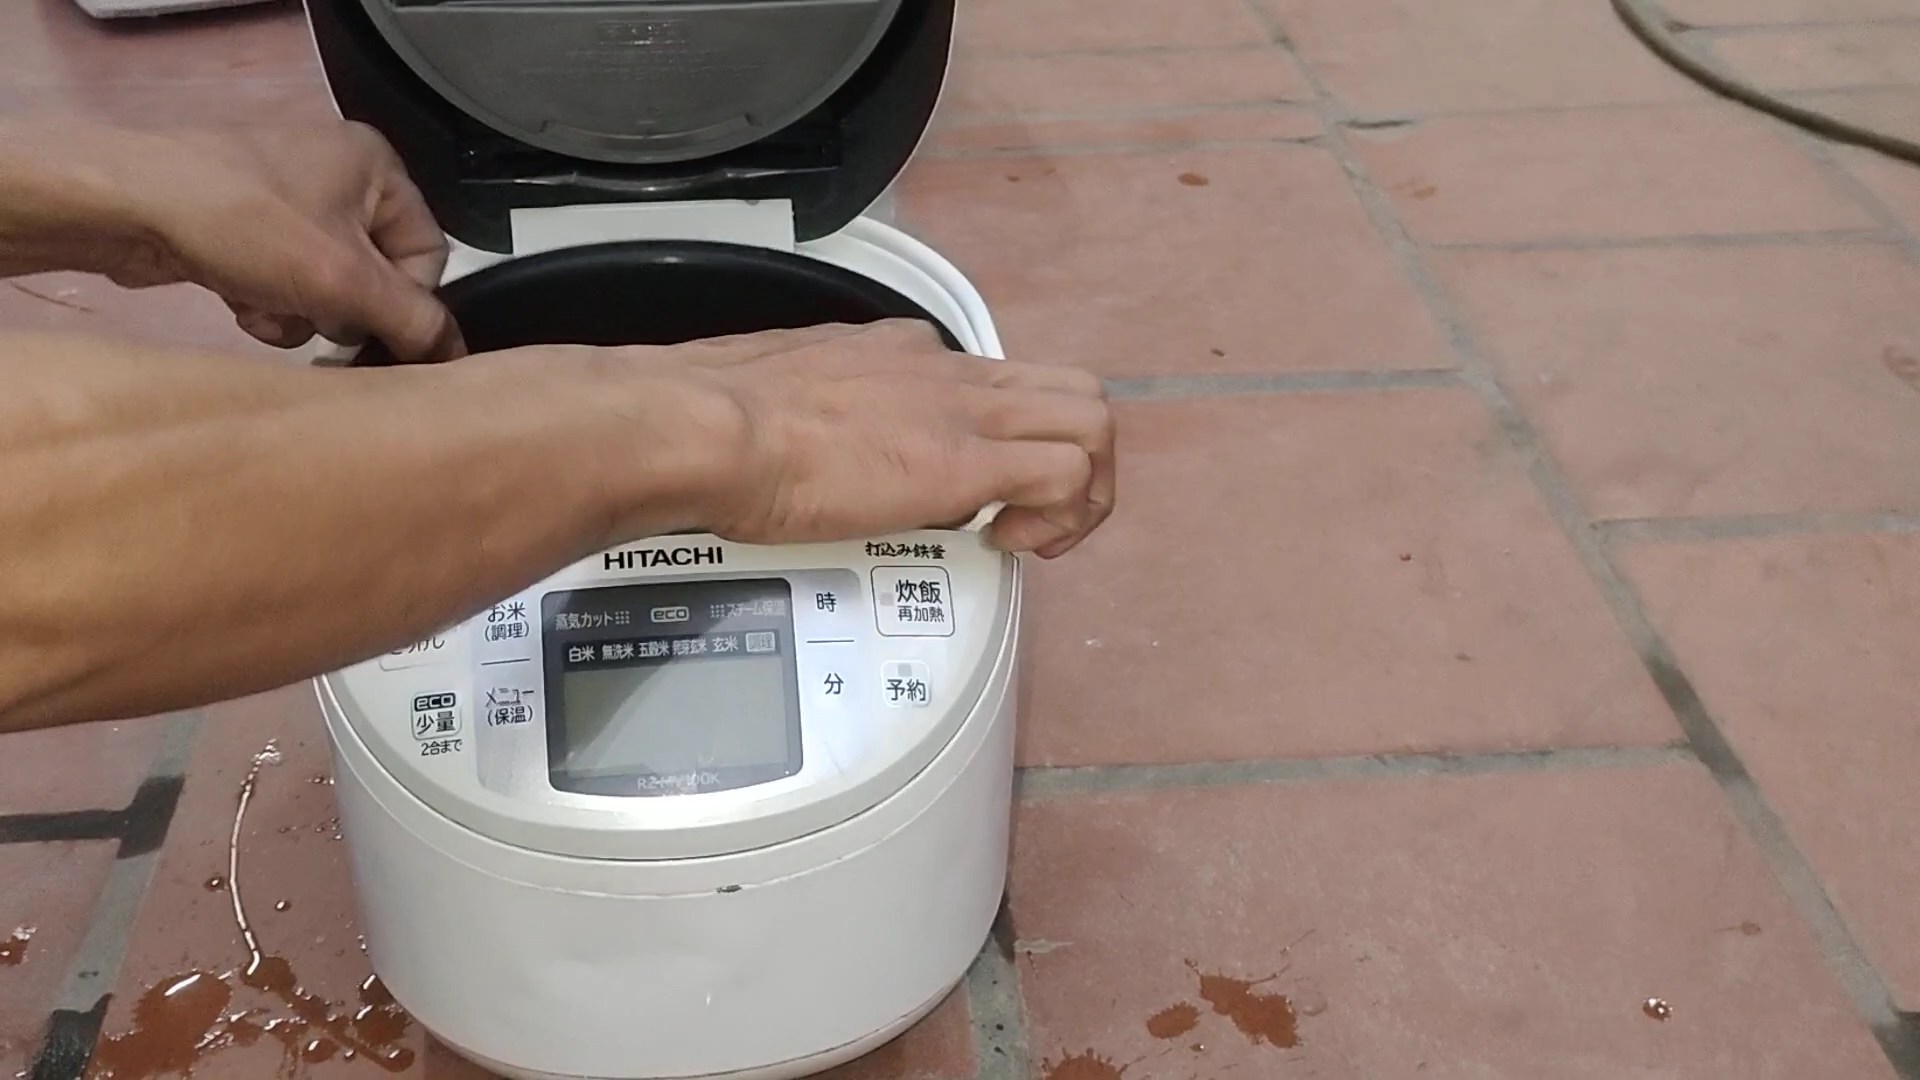 HITACHI
打込み鉄釜
お米
(調理)
メニュー
(保温)
eco
少量
2合まで
蒸気カット
eco
スチーム保温
白米 無洗米 五穀米 発芽玄米 玄米 調理
時
分
炊飯
再加熱
予約